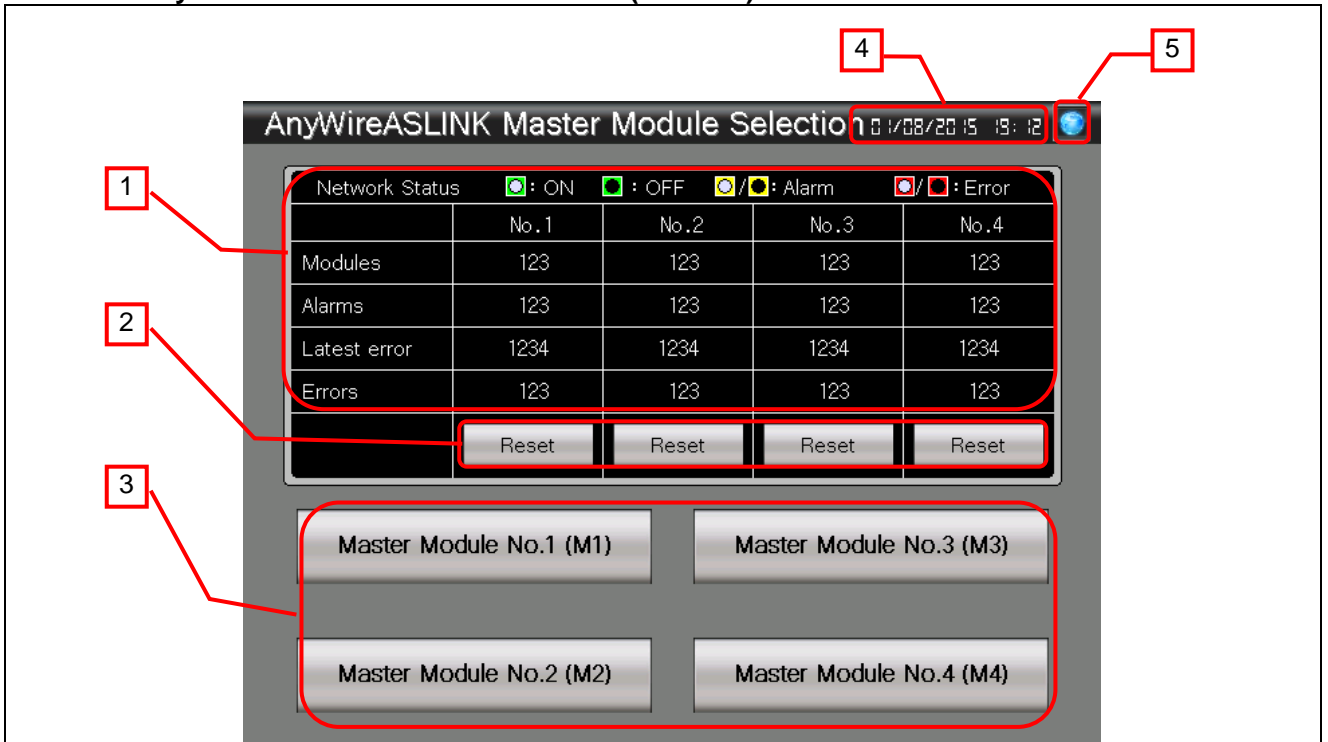 4 5
AnyWireASLINK Master Module Selection 01/08/2015 19:12
1
Network Status : ON : OFF / : Alarm / : Error
No.1 No.2 No.3 No.4
Modules 123 123 123 123
Alarms 123 123 123 123
2
Latest error 1234 1234 1234 1234
Errors 123 123 123 123
Reset Reset Reset Reset
3
Master Module No.1 (M1) Master Module No.3 (M3)
Master Module No.2 (M2) Master Module No.4 (M4)